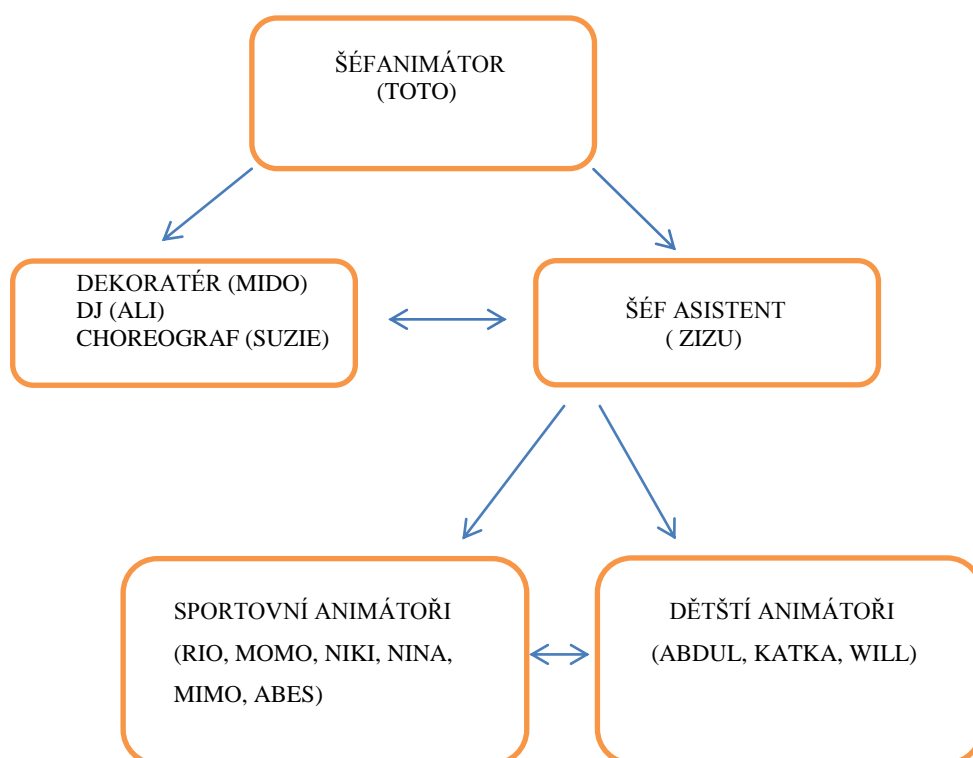 ŠÉFANIMÁTOR
(TOTO)
DEKORATÉR (MIDO)
DJ (ALI)
CHOREOGRAF (SUZIE)
ŠÉF ASISTENT
( ZIZU)
SPORTOVNÍ ANIMÁTOŘI
(RIO, MOMO, NIKI, NINA,
MIMO, ABES)
DĚTŠTÍ ANIMÁTOŘI
(ABDUL, KATKA, WILL)